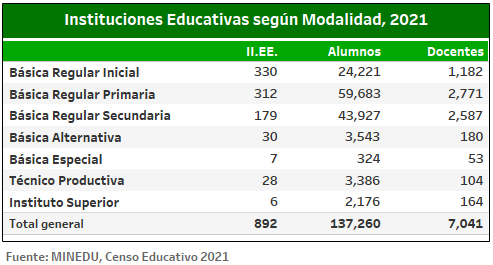 Instituciones Educativas según Modalidad, 2021
II.EE. Alumnos Docentes
Básica Regular Inicial 330 24,221 1,182
Básica Regular Primaria 312 59,683 2,771
Básica Regular Secundaria 179 43,927 2,587
Básica Alternativa 30 3,543 180
Básica Especial 7 324 53
Técnico Productiva 28 3,386 104
Instituto Superior 6 2,176 164
Total general 892 137,260 7,041
Fuente: MINEDU, Censo Educativo 2021